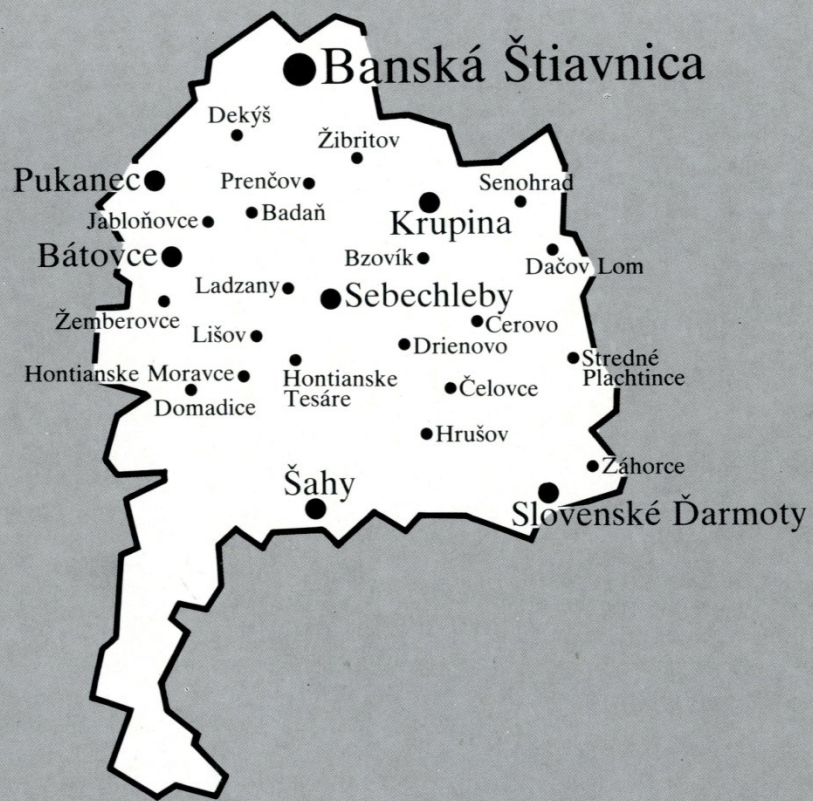 Banská Štiavnica
Dekýš
Žibritov
Pukanec
Prenčov
Senohrad
Jabloňovce
Badaň
Krupina
Bátovce
Bzovík
Dačov Lom
Ladzany
Sebechleby
Žemberovce
Cerovo
Lišov
Drienovo
Stredné
Plachtince
Hontianske Moravce
Hontianske
Tesáre
Domadice
Čelovce
Hrušov
Záhorce
Šahy
Slovenské Ďarmoty